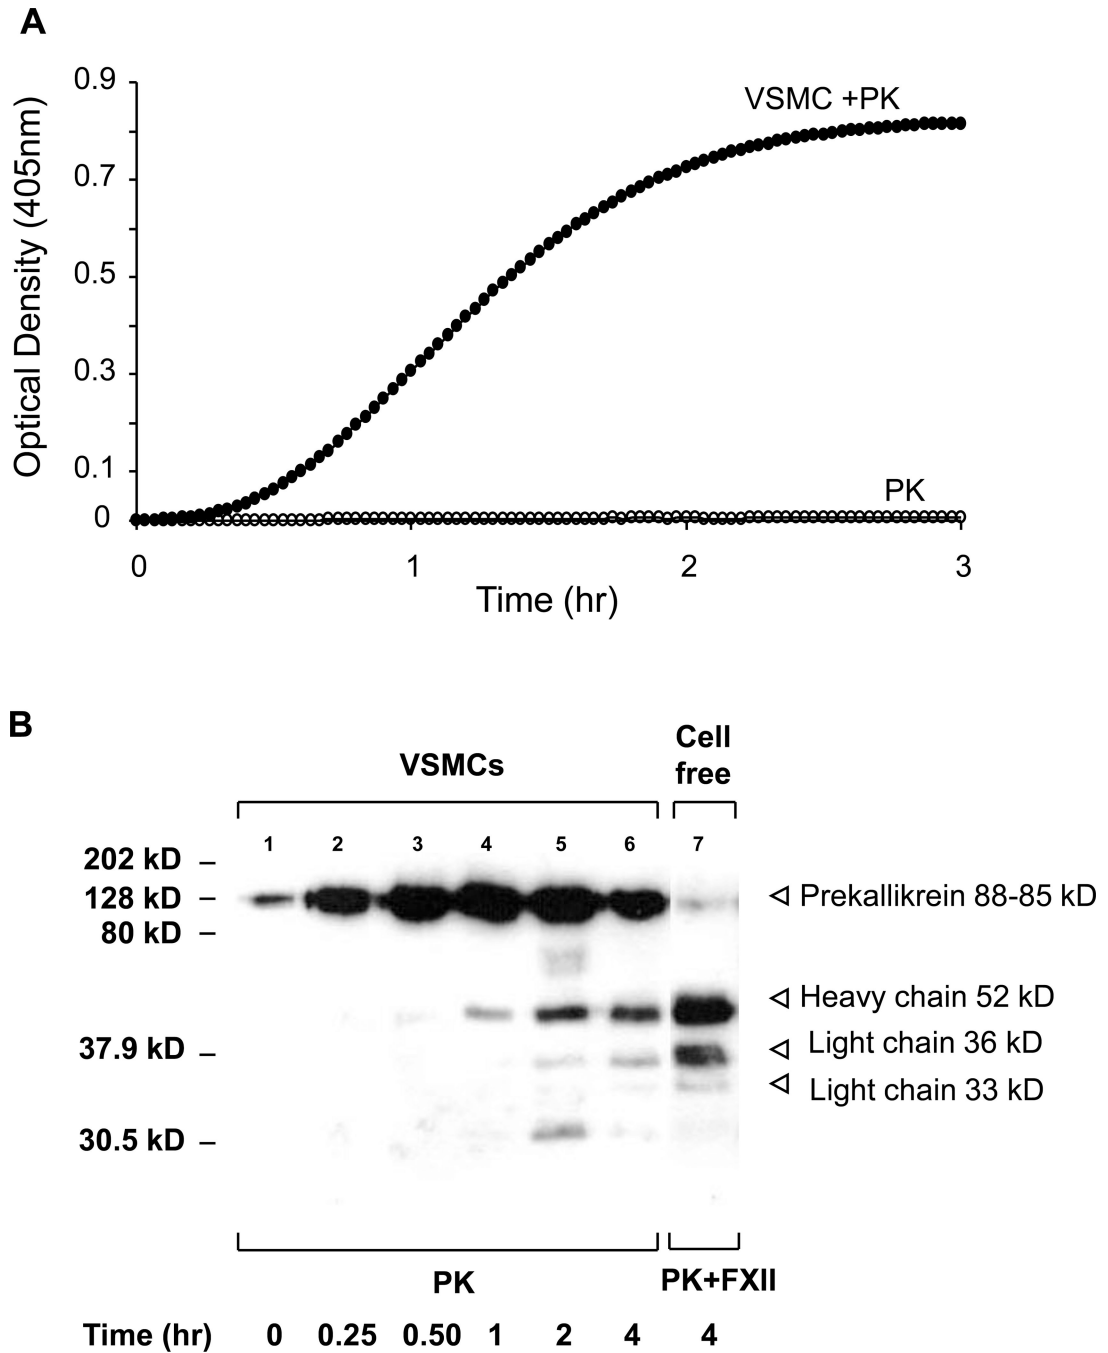 A
0.9
0.7
0.5
0.3
0.1
0
Optical Density (405nm)
VSMC +PK
PK
0 1 2 3
Time (hr)
B
VSMCs
Cell
free
1 2 3 4 5 6 7
202 kD
128 kD
80 kD
37.9 kD
30.5 kD
Prekallikrein 88-85 kD
Heavy chain 52 kD
Light chain 36 kD
Light chain 33 kD
PK PK+FXII
Time (hr) 0 0.25 0.50 1 2 4 4